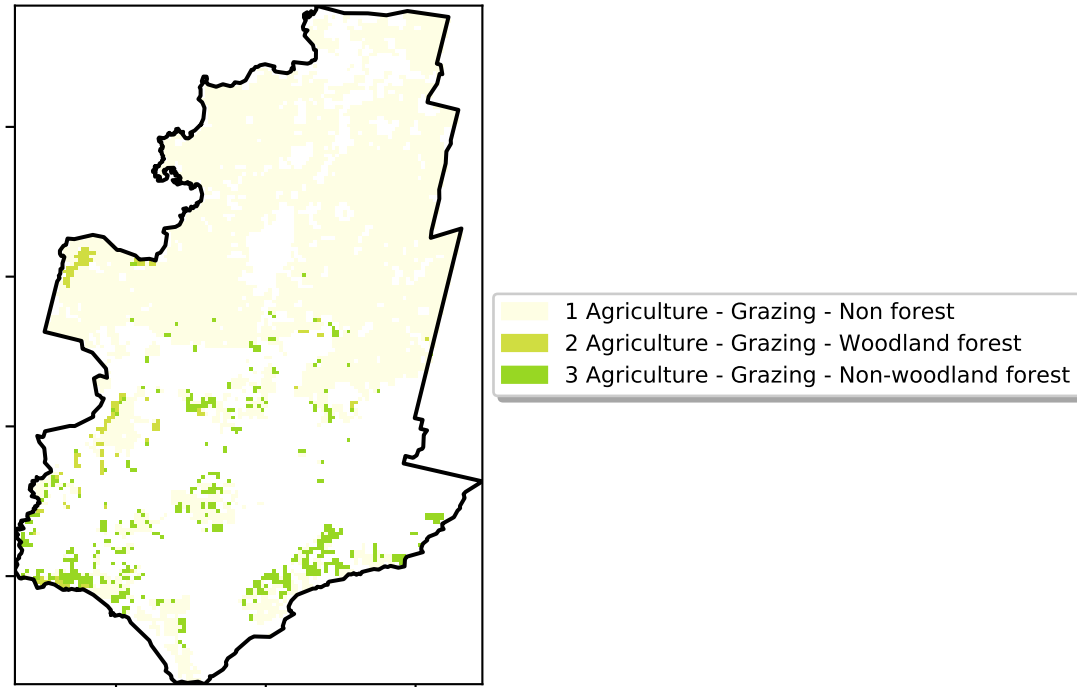 1 Agriculture - Grazing - Non forest
2 Agriculture - Grazing - Woodland forest
3 Agriculture - Grazing - Non-woodland forest